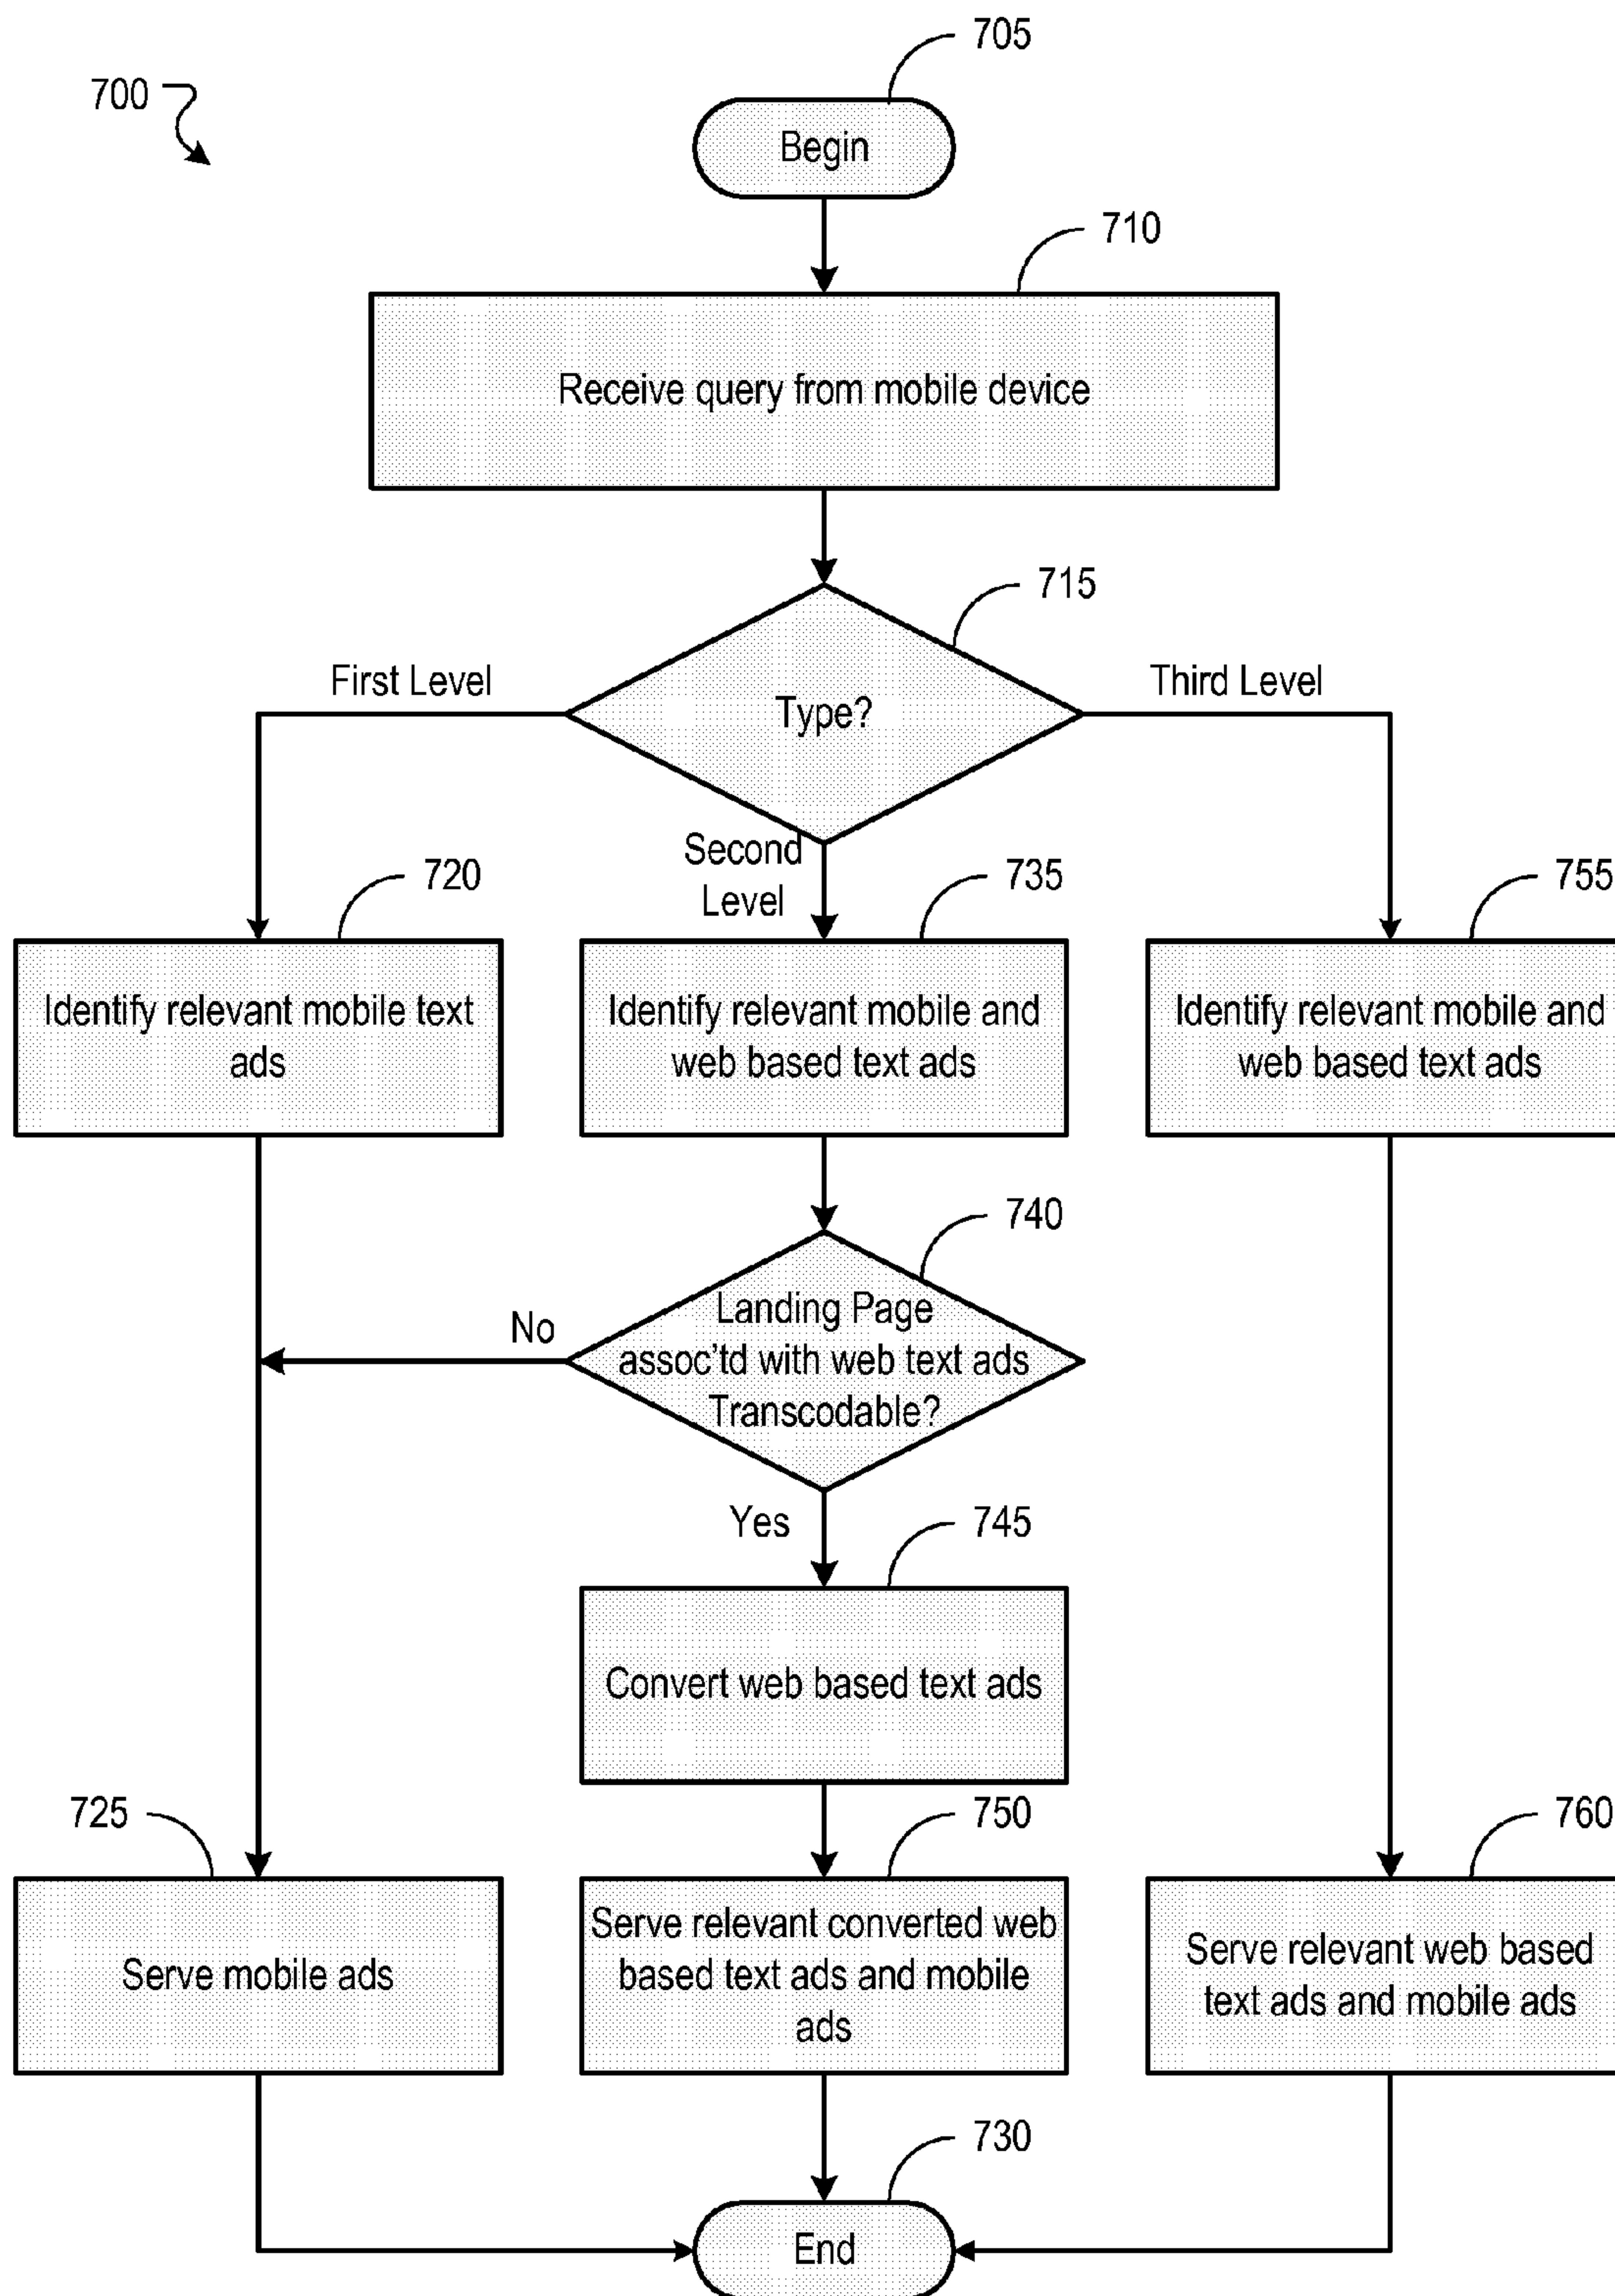 705
700
Begin
710
Receive query from mobile device
715
First Level
Third Level
Type?
Second
Level
720
735
755
Identify relevant mobile text
ads
Identify relevant mobile and
web based text ads
Identify relevant mobile and
web based text ads
740
Landing Page
assoc'td with web text ads
Transcodable?
No
Yes
745
Convert web based text ads
725
750
760
Serve mobile ads
Serve relevant converted web
based text ads and mobile
ads
Serve relevant web based
text ads and mobile ads
730
End